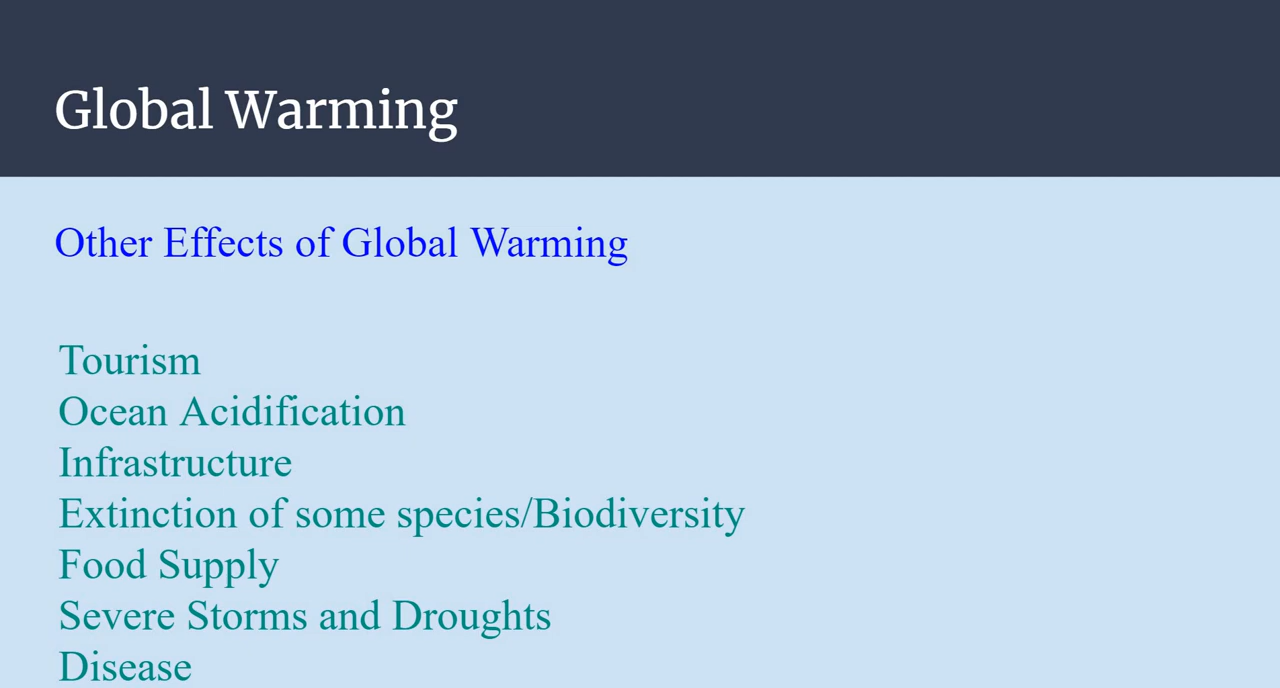 Global Warming
Other Effects of Global Warming
Tourism
Ocean Acidification
Infrastructure
Extinction of some species/Biodiversity
Food Supply
Severe Storms and Droughts
Disease